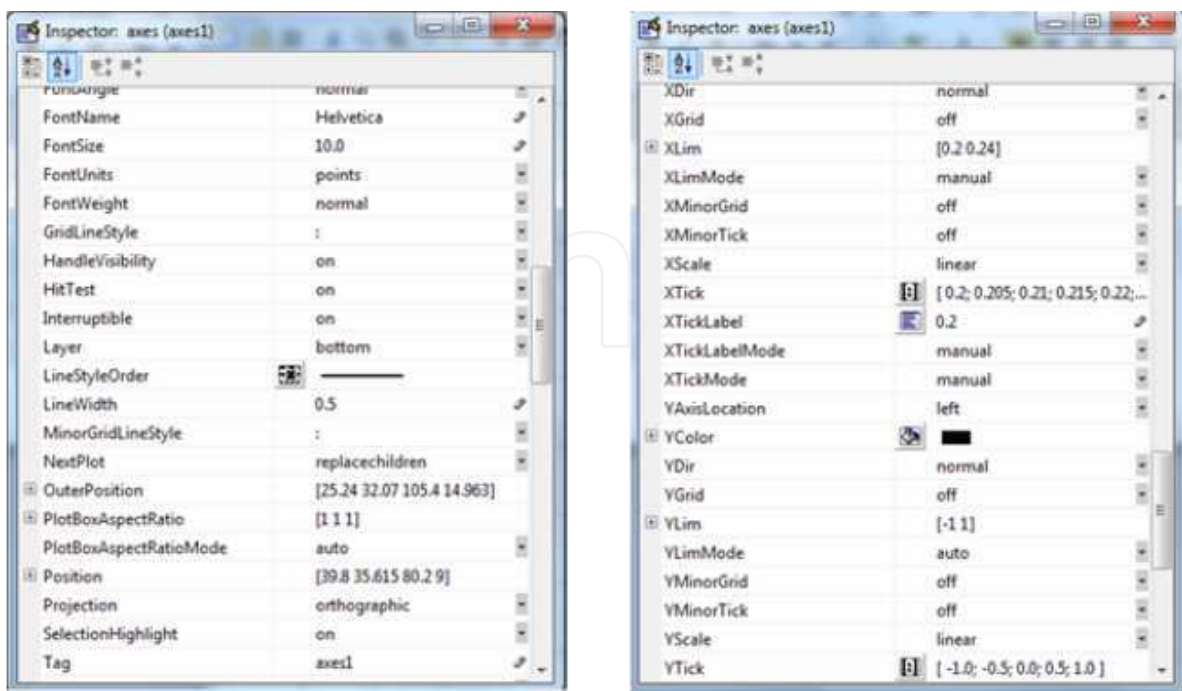 Inspector: axes (axes1)
FontAngle normal
FontName Helvetica
FontSize 10.0
FontUnits points
FontWeight normal
GridLineStyle :
HandleVisibility on
HitTest on
Interruptible on
Layer bottom
LineStyleOrder
LineWidth 0.5
MinorGridLineStyle :
NextPlot replacechildren
OuterPosition [25.24 32.07 105.4 14.963]
PlotBoxAspectRatio [1 1 1]
PlotBoxAspectRatioMode auto
Position [39.8 35.615 80.2 9]
Projection orthographic
SelectionHighlight on
Tag axes1
Inspector: axes (axes1)
XDir normal
XGrid off
XLim [0.2 0.24]
XLimMode manual
XMinorGrid off
XMinorTick off
XScale linear
XTick [ 0.2; 0.205; 0.21; 0.215; 0.22;...
XTickLabel 0.2
XTickLabelMode manual
XTickMode manual
YAxisLocation left
YColor
YDir normal
YGrid off
YLim [-1 1]
YLimMode auto
YMinorGrid off
YMinorTick off
YScale linear
YTick [ -1.0; -0.5; 0.0; 0.5; 1.0 ]